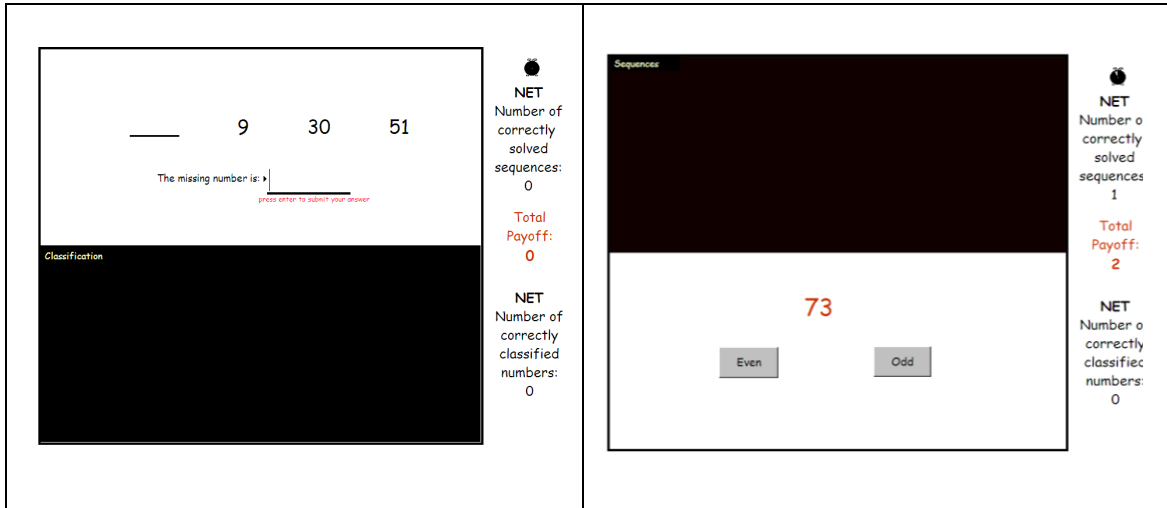 ____ 9 30 51
The missing number is:
press enter to submit your answer
Classification
NET
Number of
correctly
solved
sequences:
0
Total
Payoff:
0
NET
Number of
correctly
classified
numbers:
0
Sequences
73
Even Odd
NET
Number o
correctly
solved
sequences
1
Total
Payoff:
2
NET
Number o
correctly
classified
numbers:
0